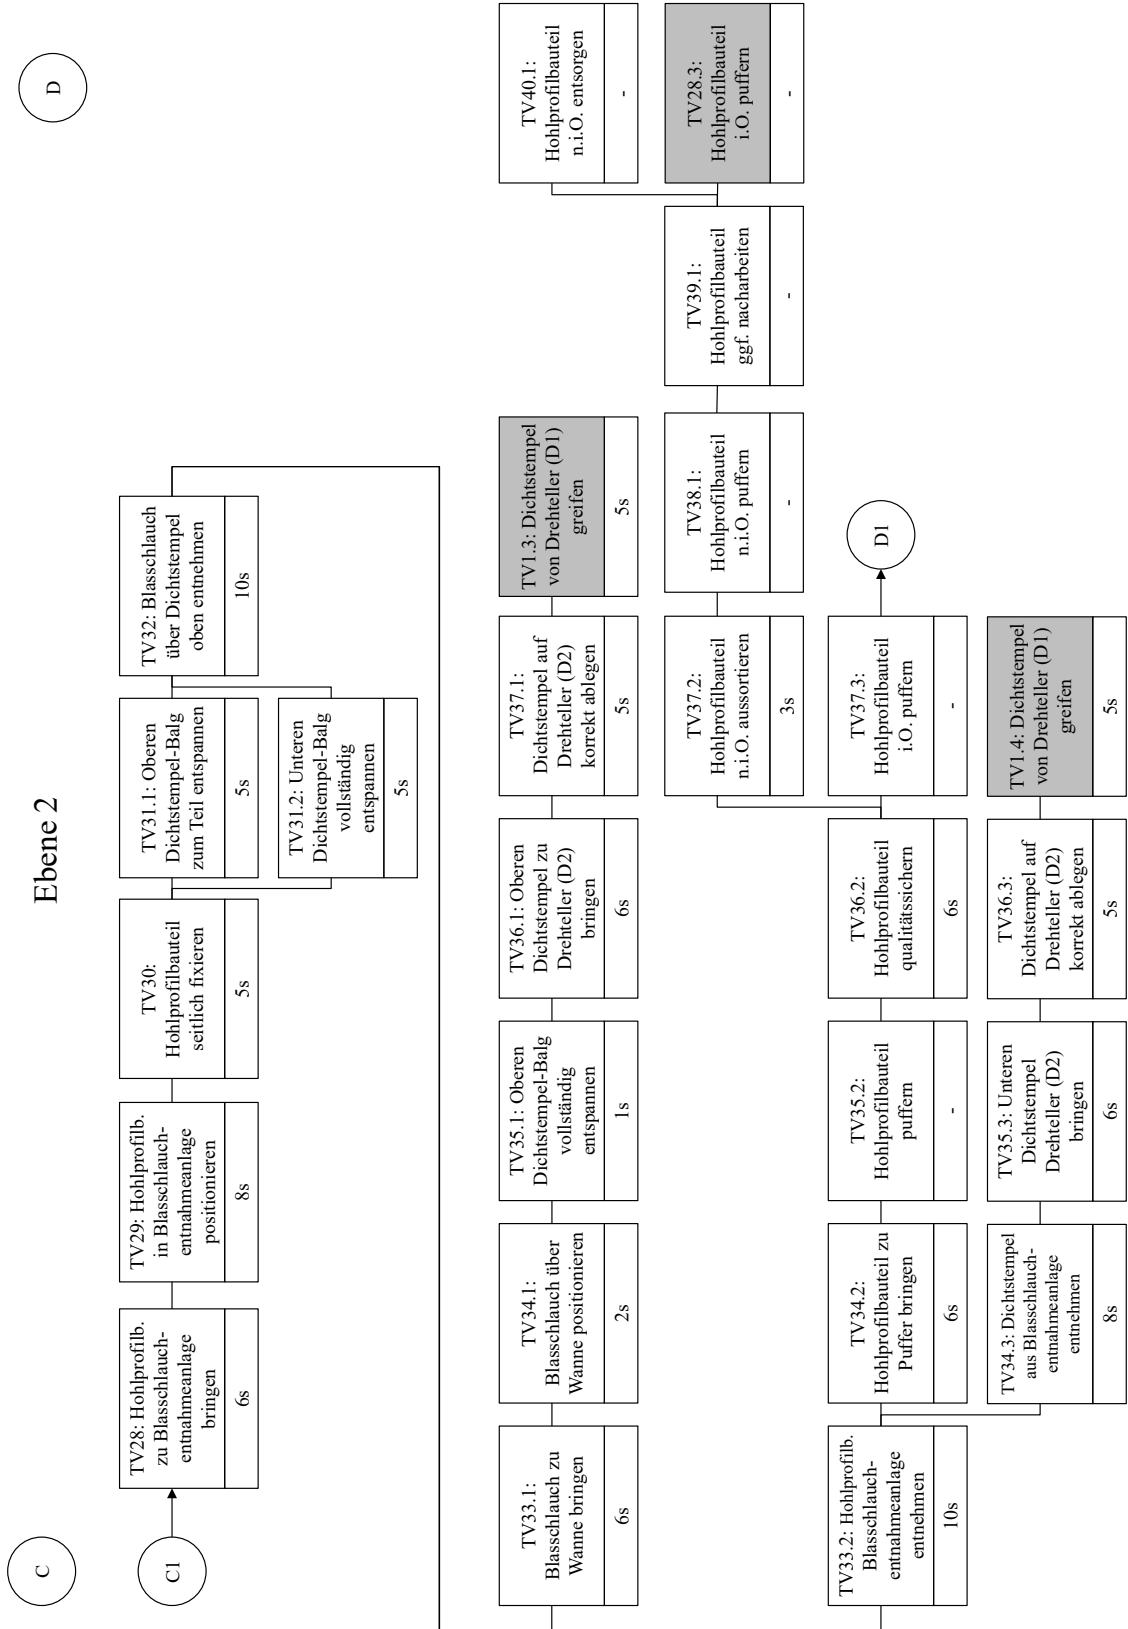 Ebene 2
C
D
C1
TV28: Hohlprofilb.
zu Blasschlauch-
entnahmeanlage
bringen
6s
TV29: Hohlprofilb.
in Blasschlauch-
entnahmeanlage
positionieren
8s
TV30:
Hohlprofilbauteil
seitlich fixieren
5s
TV31.1: Oberen
Dichtstempel-Balg
zum Teil entspannen
5s
TV32: Blasschlauch
über Dichtstempel
oben entnehmen
10s
TV31.2: Unteren
Dichtstempel-Balg
vollständig
entspannen
5s
TV33.1:
Blasschlauch zu
Wanne bringen
6s
TV34.1:
Blasschlauch über
Wanne positionieren
2s
TV35.1: Oberen
Dichtstempel-Balg
vollständig
entspannen
1s
TV36.1: Oberen
Dichtstempel zu
Drehteller (D2)
bringen
6s
TV37.1:
Dichtstempel auf
Drehteller (D2)
korrekt ablegen
5s
TV1.3: Dichtstempel
von Drehteller (D1)
greifen
5s
TV40.1:
Hohlprofilbauteil
n.i.O. entsorgen
-
TV37.2:
Hohlprofilbauteil
n.i.O. aussortieren
3s
TV38.1:
Hohlprofilbauteil
n.i.O. puffern
-
TV39.1:
Hohlprofilbauteil
ggf. nacharbeiten
-
TV28.3:
Hohlprofilbauteil
i.O. puffern
-
TV33.2: Hohlprofilb.
Blasschlauch-
entnahmeanlage
entnehmen
10s
TV34.2:
Hohlprofilbauteil zu
Puffer bringen
6s
TV35.2:
Hohlprofilbauteil
puffern
-
TV36.2:
Hohlprofilbauteil
qualitätssichern
6s
TV37.3:
Hohlprofilbauteil
i.O. puffern
-
D1
TV34.3: Dichtstempel
aus Blasschlauch-
entnahmeanlage
entnehmen
8s
TV35.3: Unteren
Dichtstempel
Drehteller (D2)
bringen
6s
TV36.3:
Dichtstempel auf
Drehteller (D2)
korrekt ablegen
5s
TV1.4: Dichtstempel
von Drehteller (D1)
greifen
5s